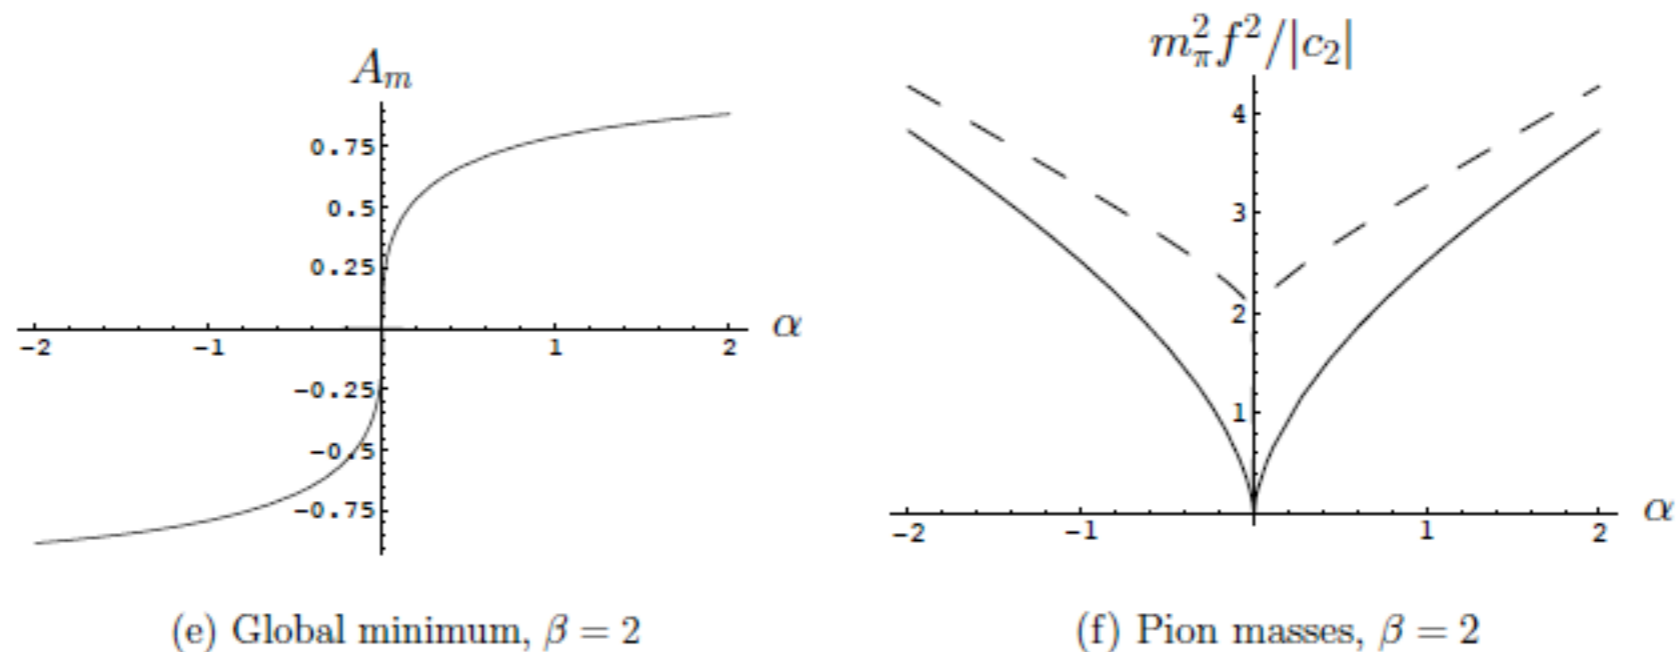 A_m
0.75
0.5
0.25
-2 -1 1 2 α
-0.25
-0.5
-0.75
(e) Global minimum, β = 2
m_π^2 f^2/|c_2|
4
3
2
1
-2 -1 1 2 α
(f) Pion masses, β = 2